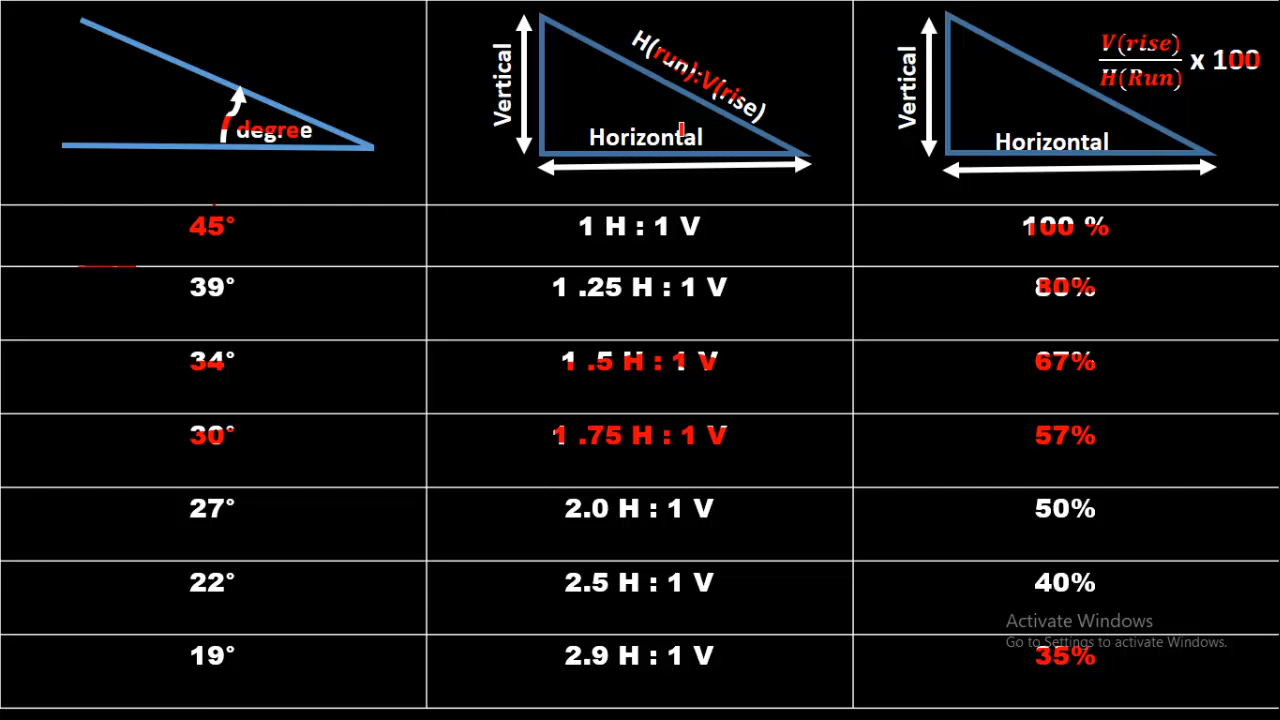 degree
Vertical
H(run):V(rise)
Horizontal
Vertical
V(rise)
H(Run)
x 100
Horizontal
45° 1 H : 1 V 100 %
39° 1 .25 H : 1 V 80%
34° 1 .5 H : 1 V 67%
30° 1 .75 H : 1 V 57%
27° 2.0 H : 1 V 50%
22° 2.5 H : 1 V 40%
Activate Windows
Go to Settings to activate Windows.
19° 2.9 H : 1 V 35%